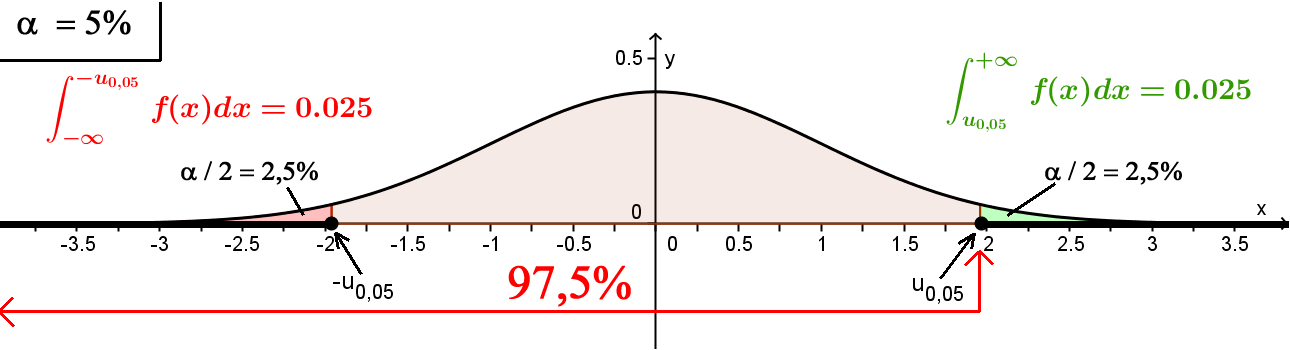 α = 5%
∫_{-∞}^{-u_{0,05}} f(x)dx = 0.025
α / 2 = 2,5%
0.5
y
∫_{u_{0,05}}^{+∞} f(x)dx = 0.025
α / 2 = 2,5%
0
x
-3.5 -3 -2.5 -2 -1.5 -1 -0.5 0 0.5 1 1.5 2 2.5 3 3.5
-u_{0,05}
97,5%
u_{0,05}